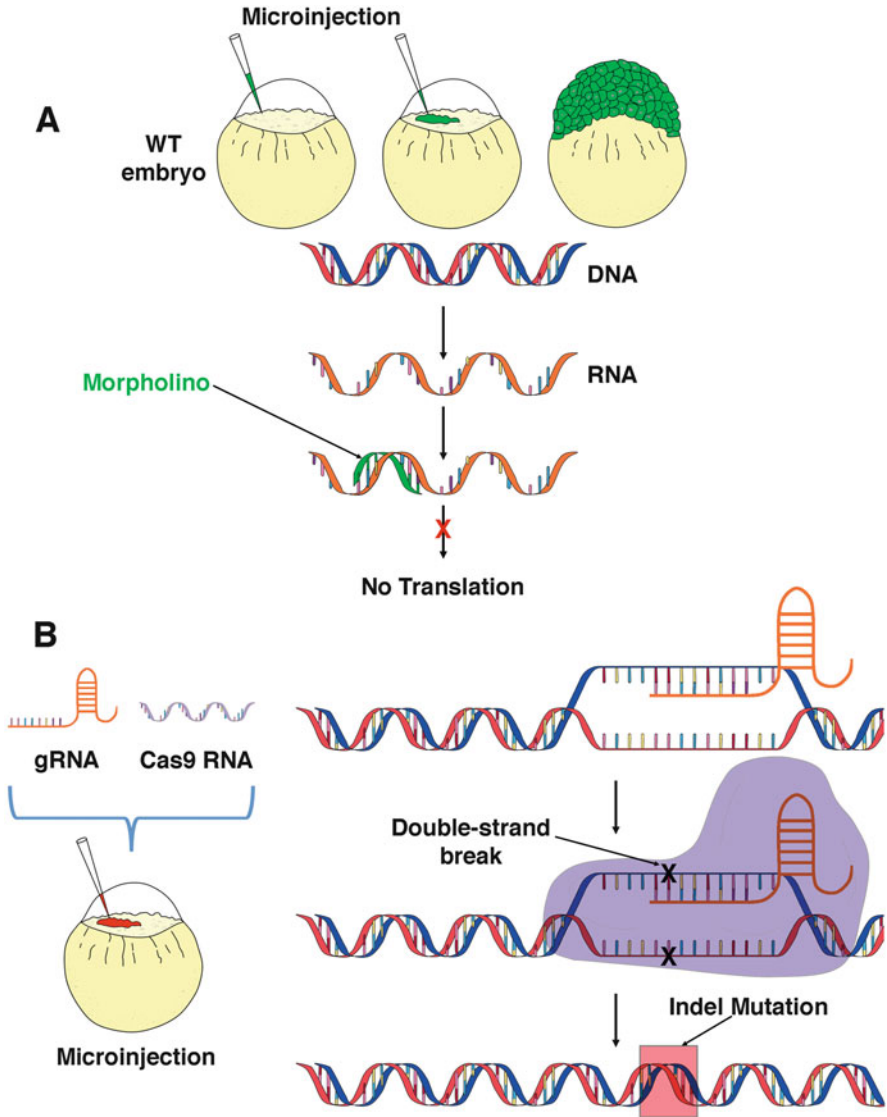 Microinjection
A
WT
embryo
DNA
RNA
Morpholino
X
No Translation
B
gRNA
Cas9 RNA
Microinjection
Double-strand
break
X
X
Indel Mutation